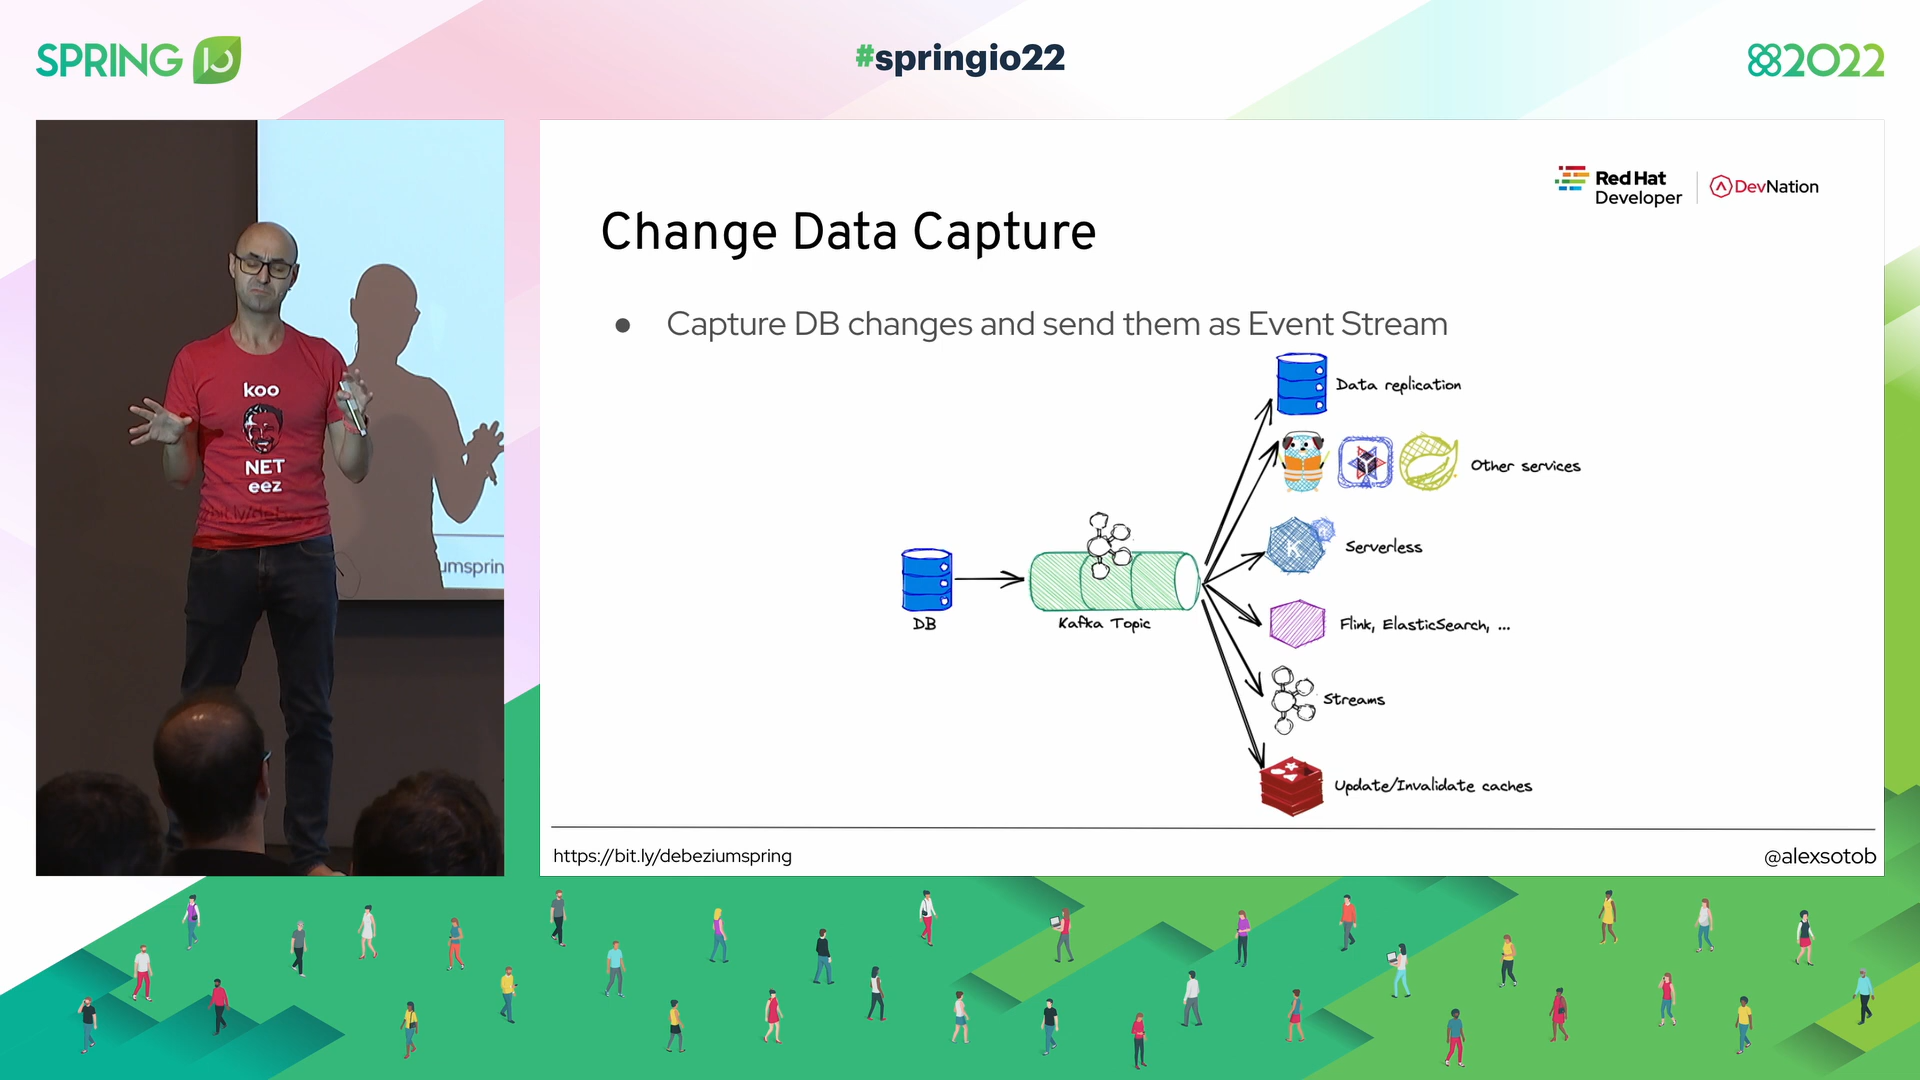 SPRING IO
#springio22
2022
koo
NET
eez
umsprin
Red Hat
Developer
DevNation
Change Data Capture
● Capture DB changes and send them as Event Stream
Data replication
Other services
Serverless
K
DB
Kafka Topic
Flink, ElasticSearch, ...
Streams
Update/Invalidate caches
https://bit.ly/debeziumspring
@alexsotob